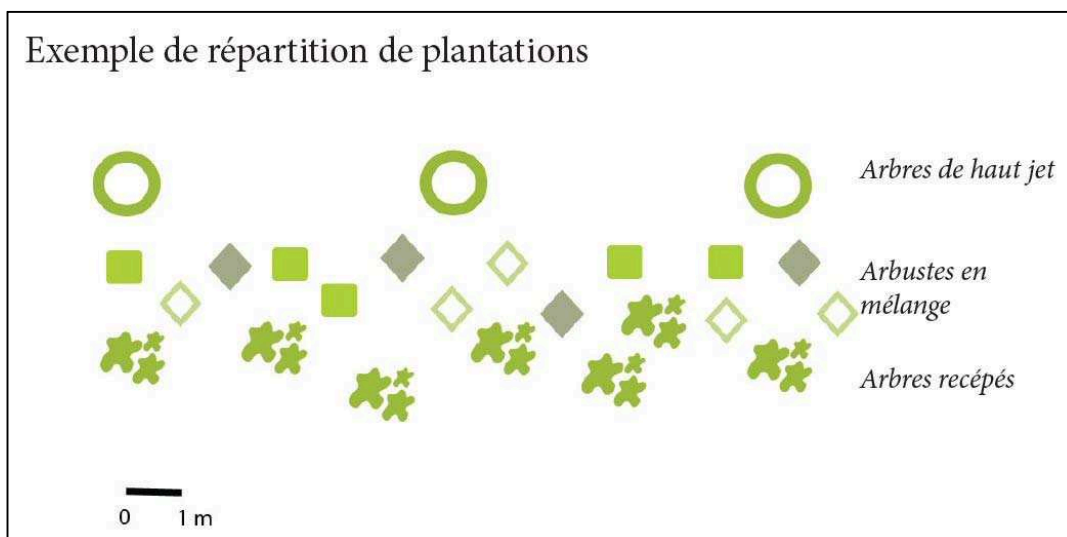 Exemple de répartition de plantations
Arbres de haut jet
Arbustes en
mélange
Arbres recépés
0 1 m